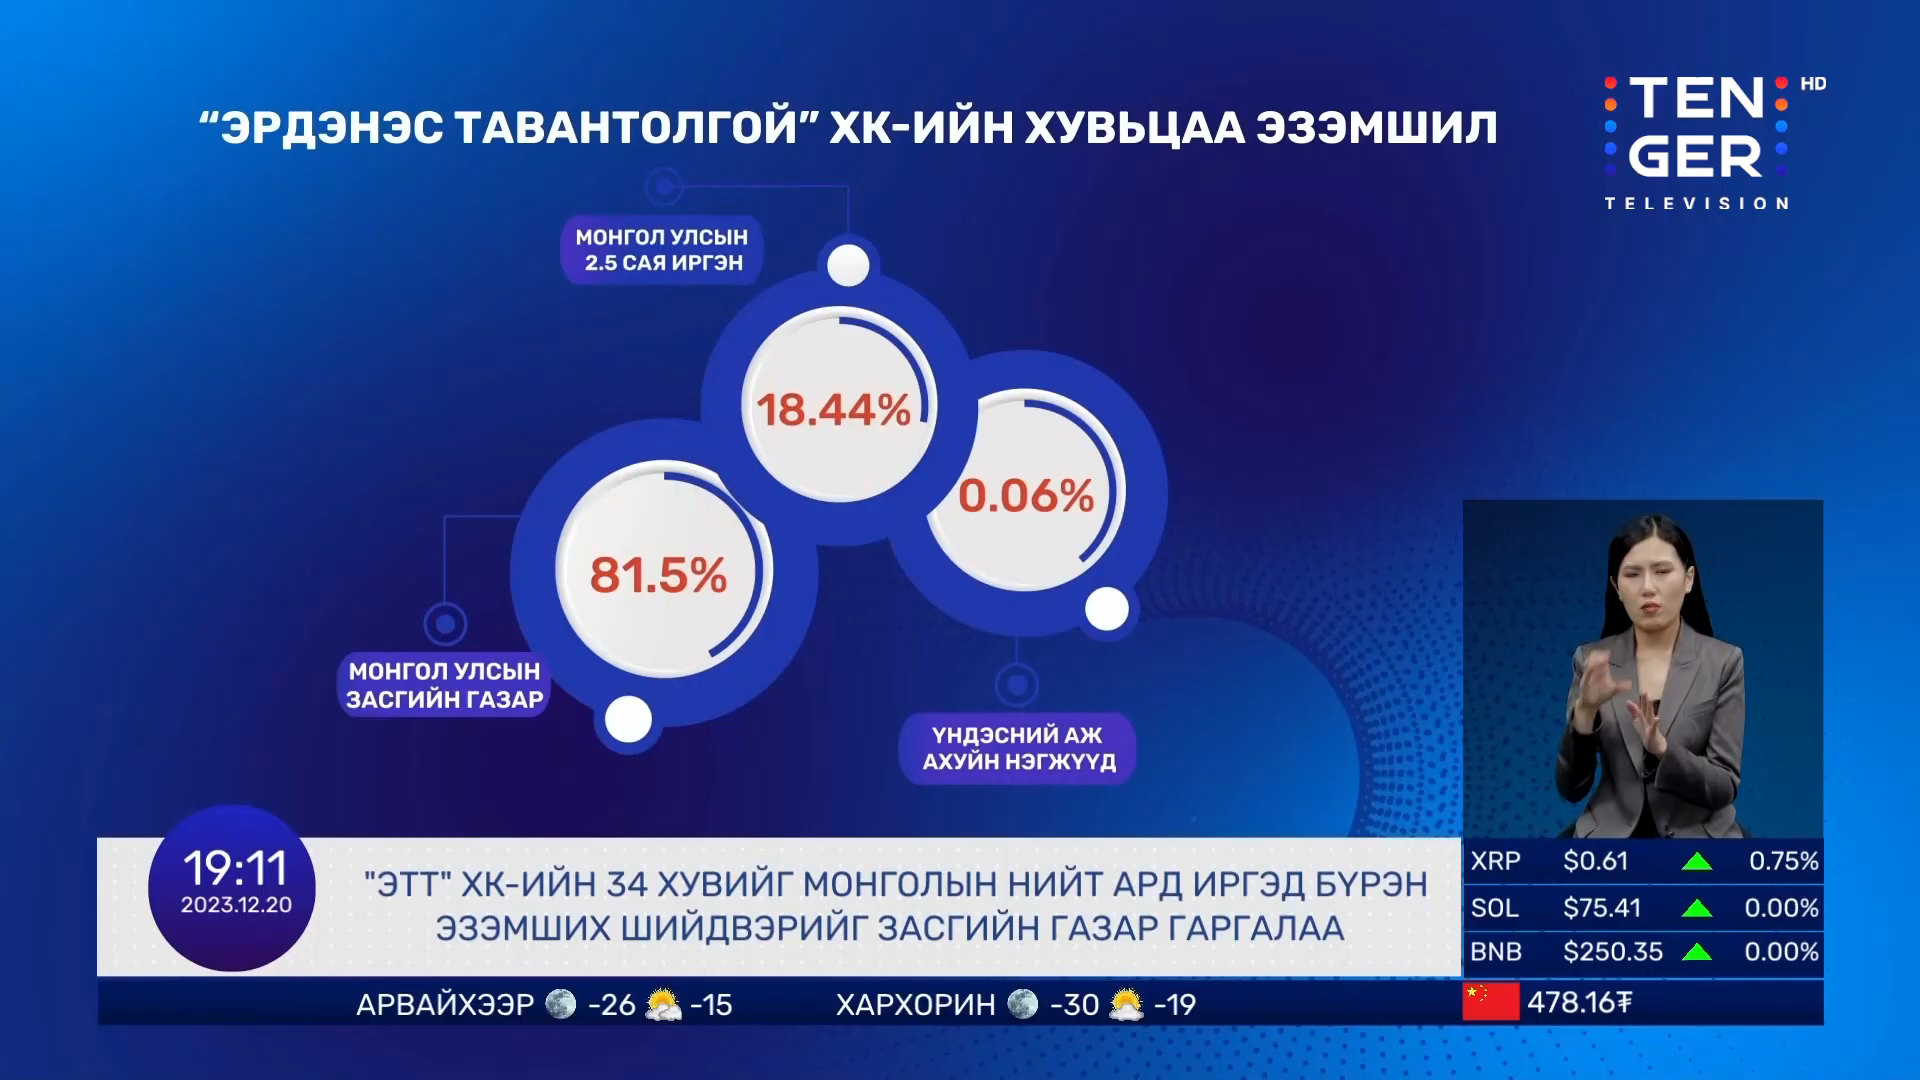 “ЭРДЭНЭС ТАВАНТОЛГОЙ” ХК-ИЙН ХУВЬЦАА ЭЗЭМШИЛ
TEN HD
GER
TELEVISION
МОНГОЛ УЛСЫН
2.5 САЯ ИРГЭН
18.44%
0.06%
81.5%
МОНГОЛ УЛСЫН
ЗАСГИЙН ГАЗАР
ҮНДЭСНИЙ АЖ
АХУЙН НЭГЖҮҮД
19:11
2023.12.20
"ЭТТ" ХК-ИЙН 34 ХУВИЙГ МОНГОЛЫН НИЙТ АРД ИРГЭД БҮРЭН
ЭЗЭМШИХ ШИЙДВЭРИЙГ ЗАСГИЙН ГАЗАР ГАРГАЛАА
XRP $0.61 0.75%
SOL $75.41 0.00%
BNB $250.35 0.00%
АРВАЙХЭЭР -26 -15 ХАРХОРИН -30 -19
478.16₮